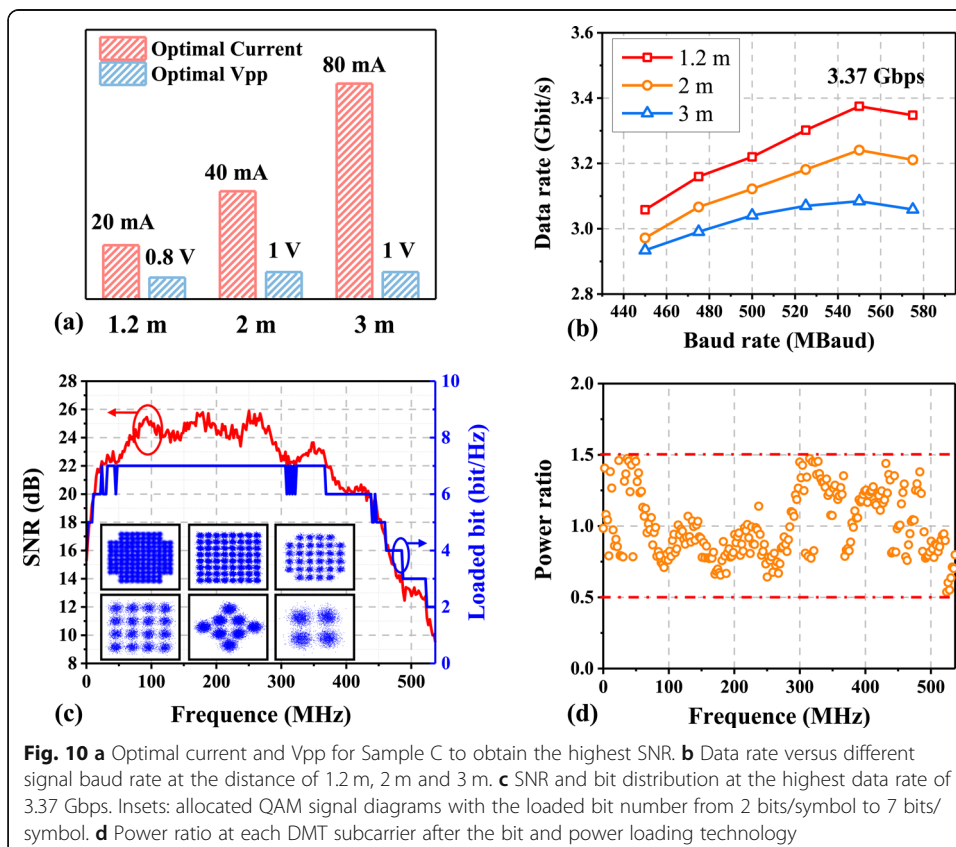 Optimal Current
Optimal Vpp
80 mA
40 mA
20 mA
0.8 V
1 V
1 V
(a)
1.2 m
2 m
3 m
3.6
3.4
3.2
3.0
2.8
Data rate (Gbit/s)
1.2 m
2 m
3 m
3.37 Gbps
440 460 480 500 520 540 560 580
(b)
Baud rate (MBaud)
28
26
24
22
20
18
16
14
12
10
8
SNR (dB)
10
8
6
4
2
0
Loaded bit (bit/Hz)
0 100 200 300 400 500
(c)
Frequence (MHz)
2.0
1.5
1.0
0.5
0.0
Power ratio
0 100 200 300 400 500
Frequence (MHz)
(d)
Fig. 10 a Optimal current and Vpp for Sample C to obtain the highest SNR. b Data rate versus different
signal baud rate at the distance of 1.2 m, 2 m and 3 m. c SNR and bit distribution at the highest data rate of
3.37 Gbps. Insets: allocated QAM signal diagrams with the loaded bit number from 2 bits/symbol to 7 bits/
symbol. d Power ratio at each DMT subcarrier after the bit and power loading technology